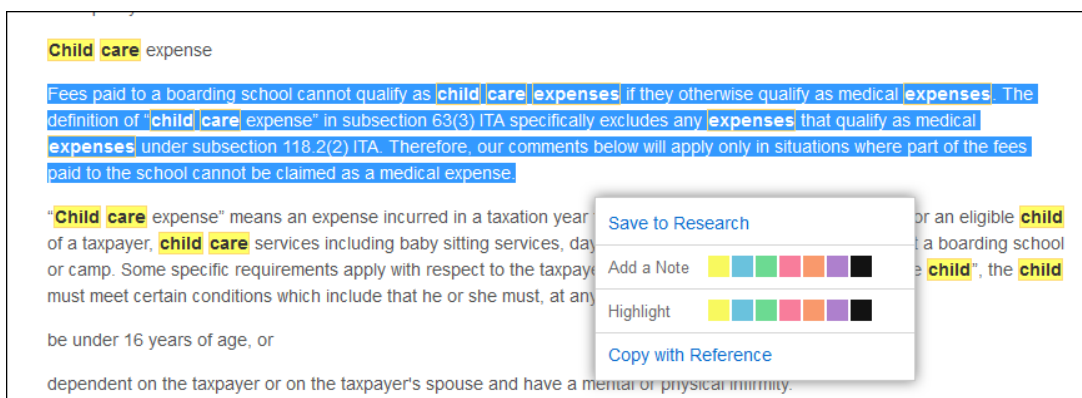 Child care expense
Fees paid to a boarding school cannot qualify as child care expenses if they otherwise qualify as medical expenses. The
definition of “child care expense” in subsection 63(3) ITA specifically excludes any expenses that qualify as medical
expenses under subsection 118.2(2) ITA. Therefore, our comments below will apply only in situations where part of the fees
paid to the school cannot be claimed as a medical expense.
“Child care expense” means an expense incurred in a taxation year or an eligible child
of a taxpayer, child care services including baby sitting services, day t a boarding school
or camp. Some specific requirements apply with respect to the taxpaye child”, the child
must meet certain conditions which include that he or she must, at any
be under 16 years of age, or
dependent on the taxpayer or on the taxpayer's spouse and have a mental or physical infirmity.
Save to Research
Add a Note
Highlight
Copy with Reference